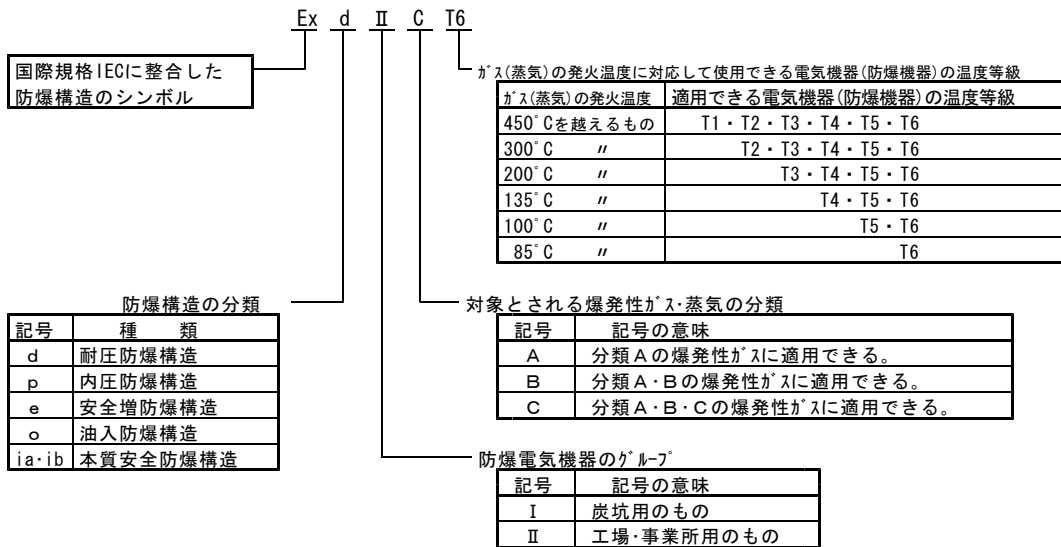 Ex d Ⅱ C T6
国際規格IECに整合した
防爆構造のシンボル
ｶﾞｽ(蒸気)の発火温度に対応して使用できる電気機器(防爆機器)の温度等級
ｶﾞｽ(蒸気)の発火温度 適用できる電気機器(防爆機器)の温度等級
450°Cを越えるもの T1・T2・T3・T4・T5・T6
300°C 〃 T2・T3・T4・T5・T6
200°C 〃 T3・T4・T5・T6
135°C 〃 T4・T5・T6
100°C 〃 T5・T6
85°C 〃 T6
防爆構造の分類
記号 種 類
d 耐圧防爆構造
p 内圧防爆構造
e 安全増防爆構造
o 油入防爆構造
ia･ib 本質安全防爆構造
対象とされる爆発性ｶﾞｽ･蒸気の分類
記号 記号の意味
A 分類Aの爆発性ｶﾞｽに適用できる。
B 分類A･Bの爆発性ｶﾞｽに適用できる。
C 分類A･B･Cの爆発性ｶﾞｽに適用できる。
防爆電気機器のｸﾞﾙｰﾌﾟ
記号 記号の意味
Ⅰ 炭坑用のもの
Ⅱ 工場･事業所用のもの